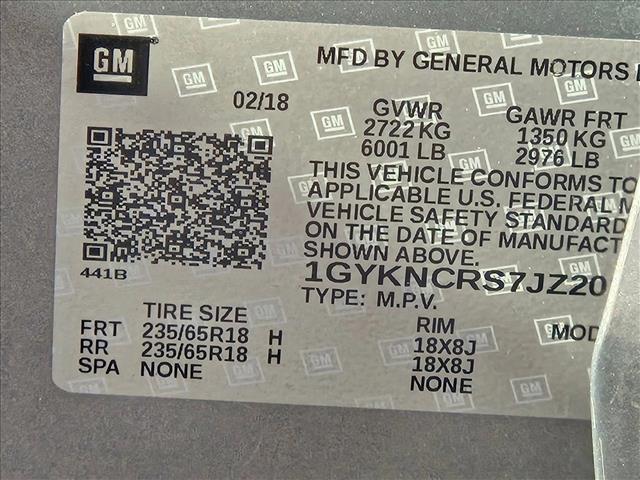 GM
MFD BY GENERAL MOTORS
02/18
GVWR GAWR FRT
2722 KG 1350 KG
6001 LB 2976 LB
THIS VEHICLE CONFORMS TO
APPLICABLE U.S. FEDERAL M
VEHICLE SAFETY STANDARD
ON THE DATE OF MANUFACT
SHOWN ABOVE.
441B
1GYKNCRS7JZ20
TYPE: M.P.V.
TIRE SIZE RIM MOD
FRT 235/65R18 H 18X8J
RR 235/65R18 H 18X8J
SPA NONE NONE